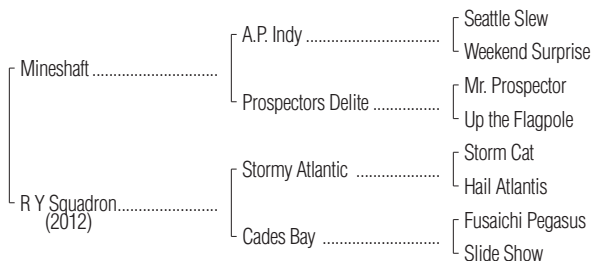 Seattle Slew
A.P. Indy
Weekend Surprise
Mineshaft
Mr. Prospector
Prospectors Delite
Up the Flagpole
Storm Cat
Stormy Atlantic
Hail Atlantis
R Y Squadron
(2012)
Fusaichi Pegasus
Cades Bay
Slide Show